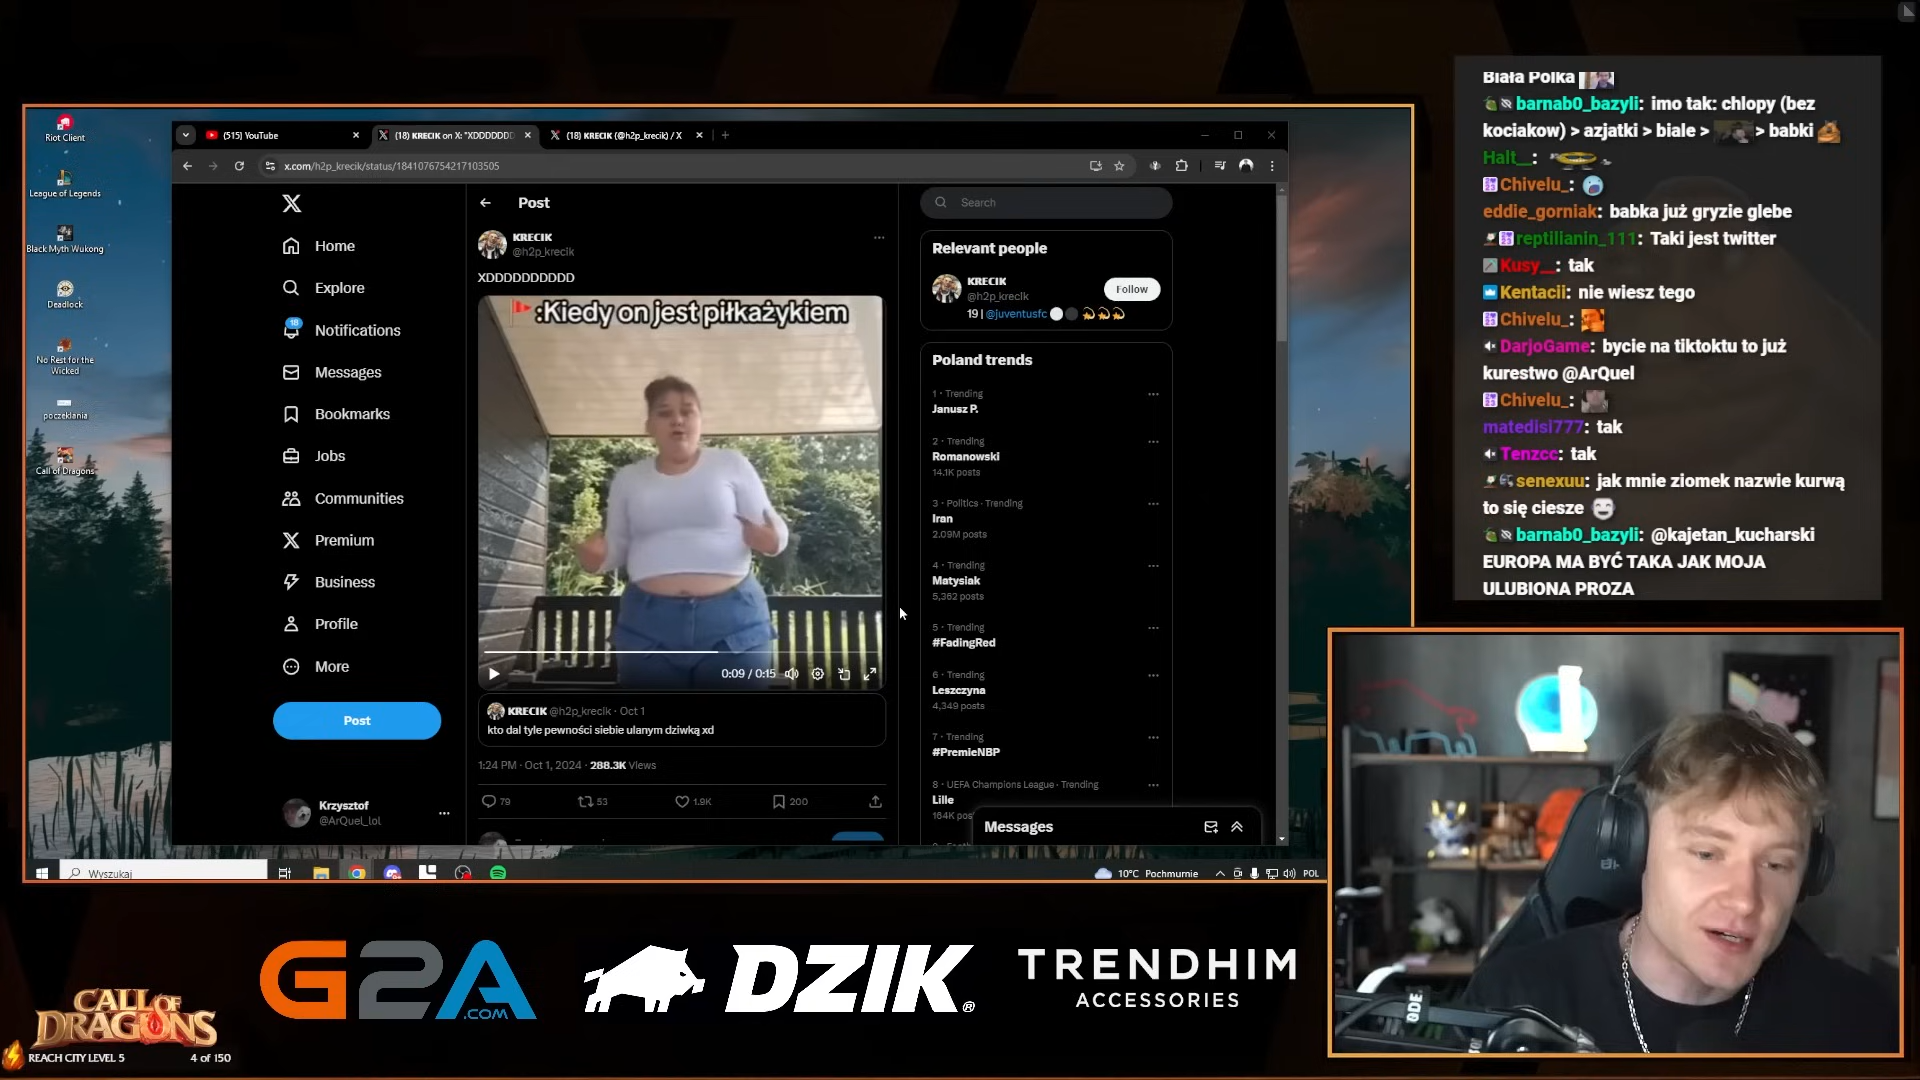 Riot Client
League of Legends
Black Myth Wukong
Deadlock
No Rest for the
Wicked
poczeklania
Call of Dragons
(515) YouTube
(18) KRECIK on X: "XDDDDDDD
(18) KRECIK (@h2p_krecik) / X
x.com/h2p_krecik/status/1841076754217103505
Home
Explore
18
Notifications
Messages
Bookmarks
Jobs
Communities
Premium
Business
Profile
More
Post
Krzysztof
@ArQuel_lol
Post
KRECIK
@h2p_krecik
XDDDDDDDDDD
:Kiedy on jest piłkażykiem
0:09 / 0:15
KRECIK @h2p_krecik · Oct 1
kto dal tyle pewności siebie ulanym dziwką xd
1:24 PM · Oct 1, 2024 · 288.3K Views
79
53
1.9K
200
Search
Relevant people
KRECIK
@h2p_krecik
Follow
19 | @juventusfc
Poland trends
1 · Trending
Janusz P.
2 · Trending
Romanowski
14.1K posts
3 · Politics · Trending
Iran
2.09M posts
4 · Trending
Matysiak
5,362 posts
5 · Trending
#FadingRed
6 · Trending
Leszczyna
4,349 posts
7 · Trending
#PremieNBP
8 · UEFA Champions League · Trending
Lille
164K pos
Messages
Wyszukaj
10°C Pochmurnie
POL
Biała Polka
barnab0_bazyli: imo tak: chlopy (bez
kociakow) > azjatki > biale > > babki
Halt__:
Chivelu_:
eddie_gorniak: babka już gryzie glebe
reptilianin_111: Taki jest twitter
Kusy__: tak
Kentacii: nie wiesz tego
Chivelu_:
DarjoGame: bycie na tiktoktu to już
kurestwo @ArQuel
Chivelu_:
matedisi777: tak
Tenzcc: tak
senexuu: jak mnie ziomek nazwie kurwą
to się ciesze
barnab0_bazyli: @kajetan_kucharski
EUROPA MA BYĆ TAKA JAK MOJA
ULUBIONA PROZA
CALL OF
DRAGONS
REACH CITY LEVEL 5
4 of 150
G2A
.COM
DZIK®
TRENDHIM
ACCESSORIES